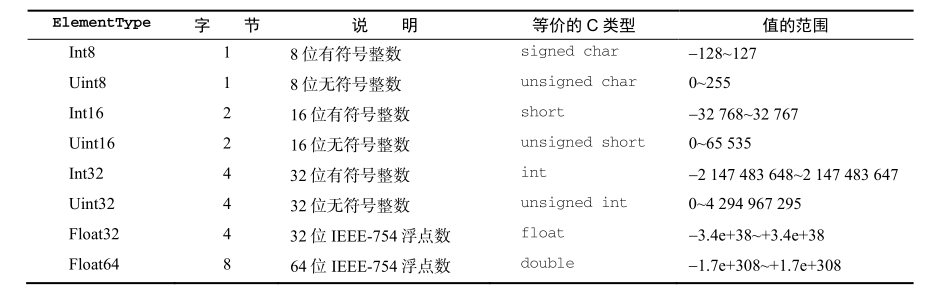 ElementType 字 节 说 明 等价的 C 类型 值的范围
Int8 1 8 位有符号整数 signed char −128~127
Uint8 1 8 位无符号整数 unsigned char 0~255
Int16 2 16 位有符号整数 short −32 768~32 767
Uint16 2 16 位无符号整数 unsigned short 0~65 535
Int32 4 32 位有符号整数 int −2 147 483 648~2 147 483 647
Uint32 4 32 位无符号整数 unsigned int 0~4 294 967 295
Float32 4 32 位 IEEE-754 浮点数 float −3.4e+38~+3.4e+38
Float64 8 64 位 IEEE-754 浮点数 double −1.7e+308~+1.7e+308